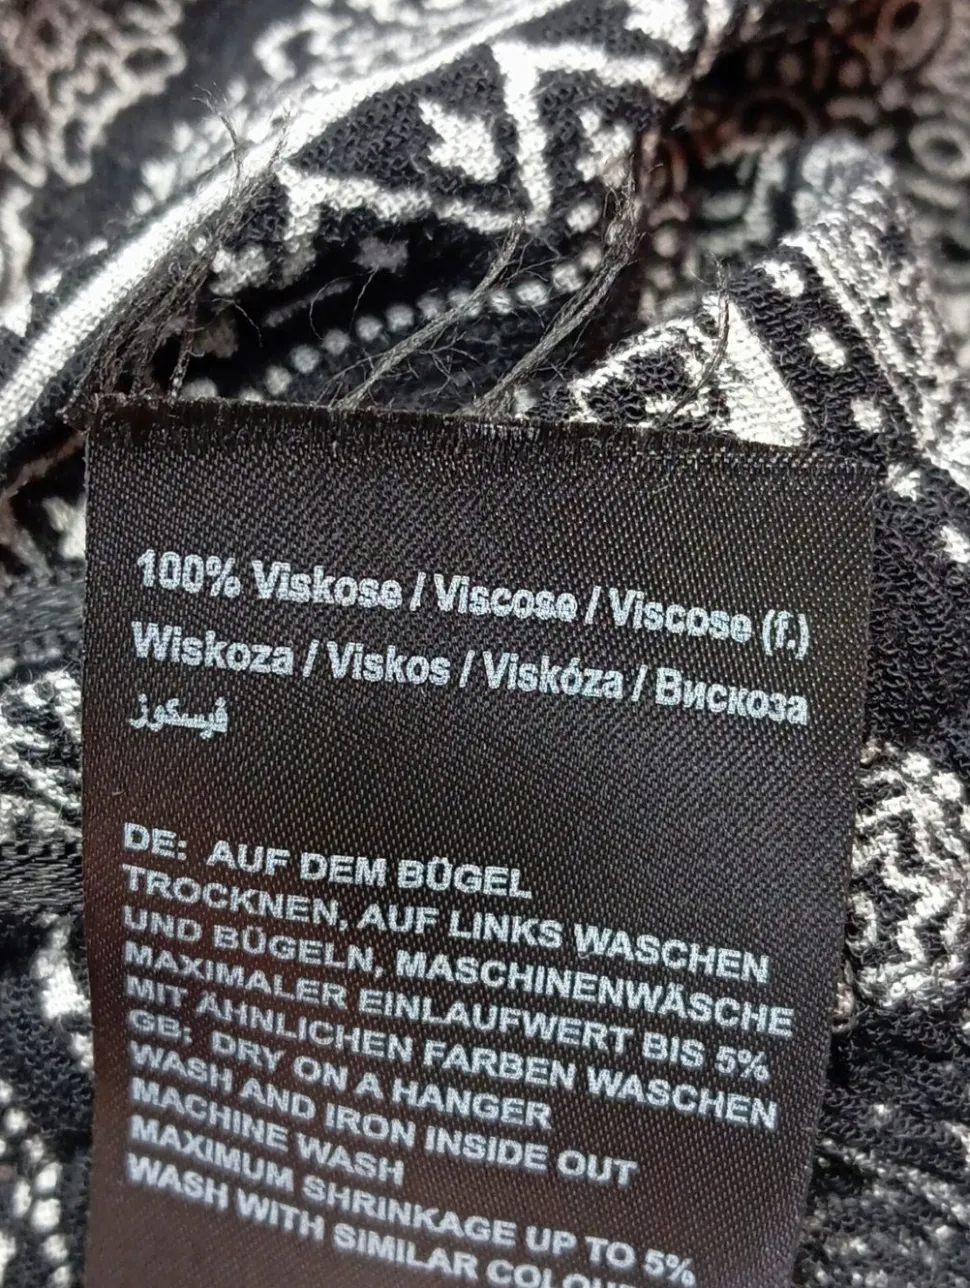 100% Viskose / Viscose / Viscose (f.)
Wiskoza / Viskos / Viskóza / Вискоза
فيسكوز
DE: AUF DEM BÜGEL
TROCKNEN, AUF LINKS WASCHEN
UND BÜGELN, MASCHINENWÄSCHE
MAXIMALER EINLAUFWERT BIS 5%
MIT ÄHNLICHEN FARBEN WASCHEN
GB: DRY ON A HANGER
WASH AND IRON INSIDE OUT
MACHINE WASH
MAXIMUM SHRINKAGE UP TO 5%
WASH WITH SIMILAR